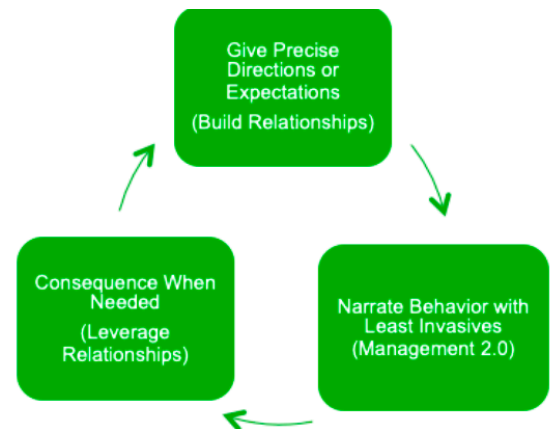 Give Precise
Directions or
Expectations
(Build Relationships)
Narrate Behavior with
Least Invasives
(Management 2.0)
Consequence When
Needed
(Leverage
Relationships)